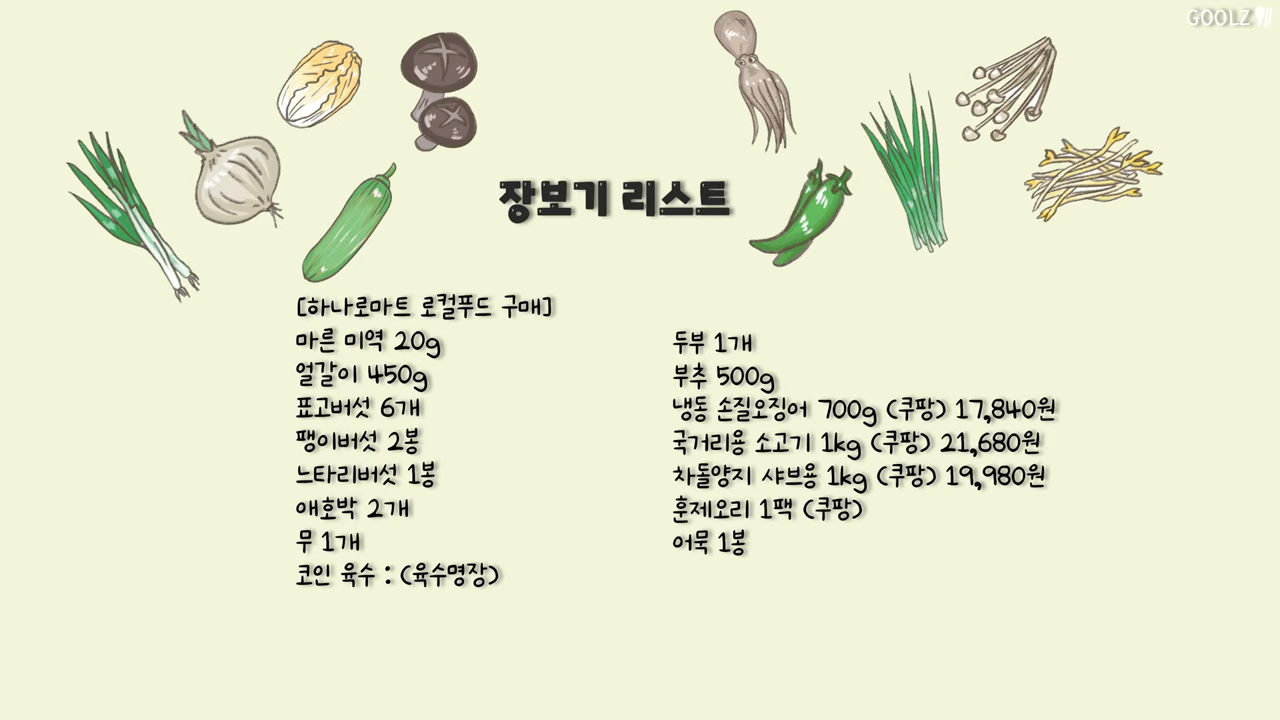 GOOLZ
장보기 리스트
[하나로마트 로컬푸드 구매]
마른 미역 20g
얼갈이 450g
표고버섯 6개
팽이버섯 2봉
느타리버섯 1봉
애호박 2개
무 1개
코인 육수 : (육수명장)
두부 1개
부추 500g
냉동 손질오징어 700g (쿠팡) 17,840원
국거리용 소고기 1kg (쿠팡) 21,680원
차돌양지 샤브용 1kg (쿠팡) 19,980원
훈제오리 1팩 (쿠팡)
어묵 1봉